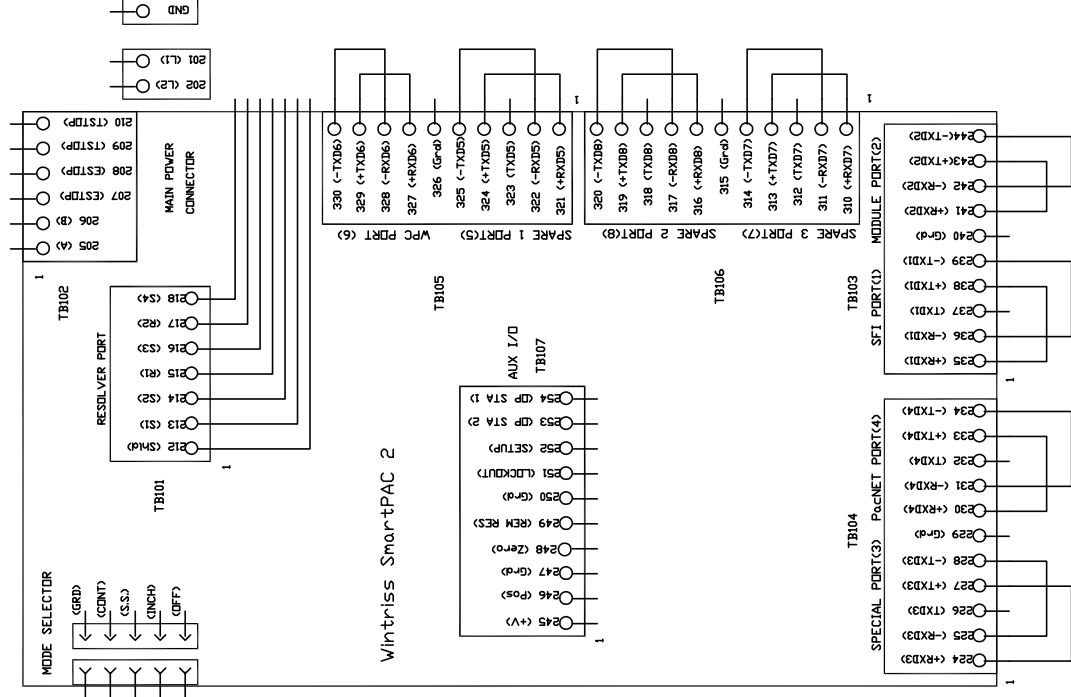 GND
201 (L1)
202 (L2)
210 (TSTOP)
209 (TSTOP)
208 (ESTOP)
207 (ESTOP)
206 (B)
205 (A)
1
TB102
MAIN POWER
CONNECTOR
330 (-TXD6)
329 (+TXD6)
328 (-RXD6)
327 (+RXD6)
326 (Grd)
325 (-TXD5)
324 (+TXD5)
323 (TXD5)
322 (-RXD5)
321 (+RXD5)
1
WPC PORT (6)
SPARE 1 PORT(5)
TB105
320 (-TXD8)
319 (+TXD8)
318 (TXD8)
317 (-RXD8)
316 (+RXD8)
315 (Grd)
314 (-TXD7)
313 (+TXD7)
312 (TXD7)
311 (-RXD7)
310 (+RXD7)
1
SPARE 2 PORT(8)
SPARE 3 PORT(7)
TB106
MODULE PORT(2)
SFI PORT(1)
TB103
244(-TXD2)
243(+TXD2)
242 (-RXD2)
241 (+RXD2)
240 (Grd)
239 (-TXD1)
238 (+TXD1)
237 (TXD1)
236 (-RXD1)
235 (+RXD1)
1
RESOLVER PORT
218 (S4)
217 (R2)
216 (S3)
215 (R1)
214 (S2)
213 (S1)
212 (Shld)
1
TB101
AUX I/O
TB107
254 (OP STA 1)
253 (OP STA 2)
252 (SETUP)
251 (LOCKOUT)
250 (Grd)
249 (REM RES)
248 (Zero)
247 (Grd)
246 (Pos)
245 (+V)
1
Wintriss SmartPAC 2
PacNET PORT(4)
SPECIAL PORT(3)
TB104
234 (-TXD4)
233 (+TXD4)
232 (TXD4)
231 (-RXD4)
230 (+RXD4)
229 (Grd)
228 (-TXD3)
227 (+TXD3)
226 (TXD3)
225 (-RXD3)
224 (+RXD3)
1
MODE SELECTOR
(GRD)
(CONT)
(S.S.)
(INCH)
(OFF)